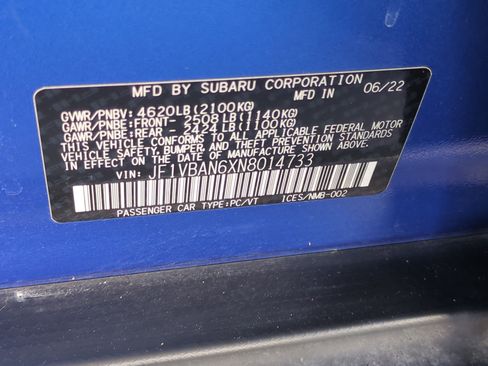 MFD BY SUBARU CORPORATION
MFD IN 06/22
GVWR/PNBV: 4620LB(2100KG)
GAWR/PNBE:FRONT- 2508LB(1140KG)
GAWR/PNBE:REAR - 2424LB(1100KG)
THIS VEHICLE CONFORMS TO ALL APPLICABLE FEDERAL MOTOR
VEHICLE SAFETY, BUMPER, AND THEFT PREVENTION STANDARDS
IN EFFECT ON THE DATE OF MANUFACTURE SHOWN ABOVE.
VIN: JF1VBAN6XN8014733
PASSENGER CAR TYPE:PC/VT ICES/NMB-002